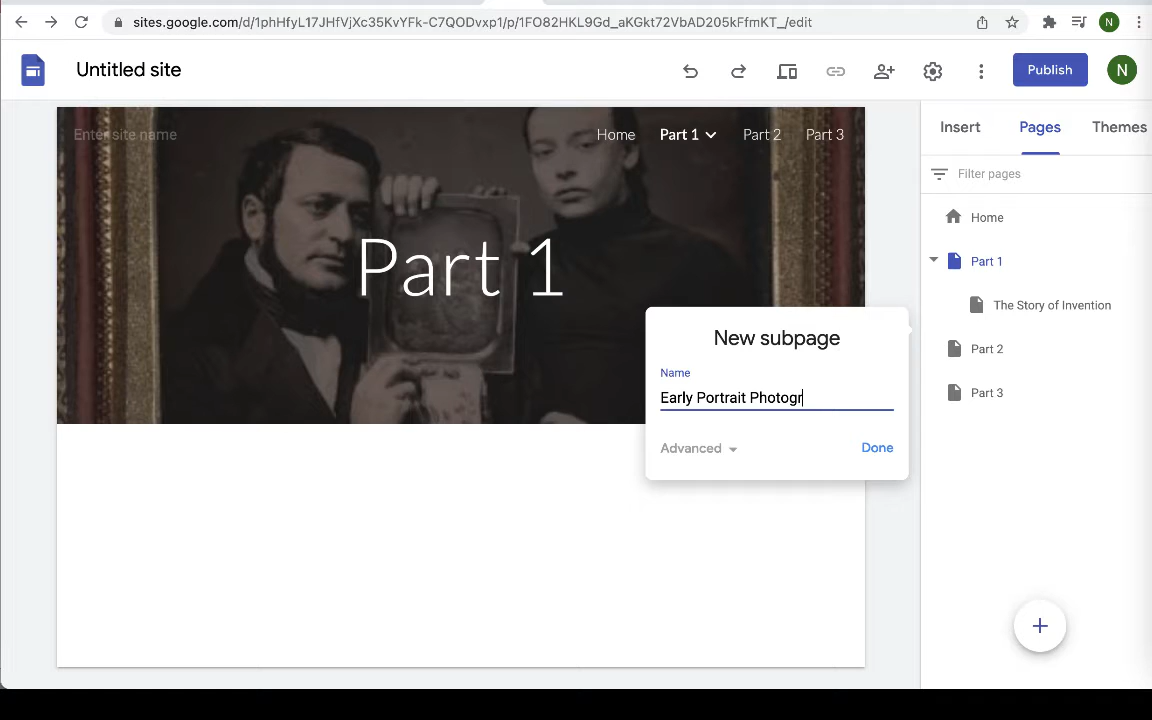 sites.google.com/d/1phHfyL17JHfVjXc35KvYFk-C7QODvxp1/p/1FO82HKL9Gd_aKGkt72VbAD205kFfmKT_/edit
N
Untitled site
Publish
N
Enter site name
Home
Part 1
Part 2
Part 3
Insert
Pages
Themes
Filter pages
Home
Part 1
Part 1
The Story of Invention
New subpage
Part 2
Name
Early Portrait Photogr
Part 3
Advanced
Done